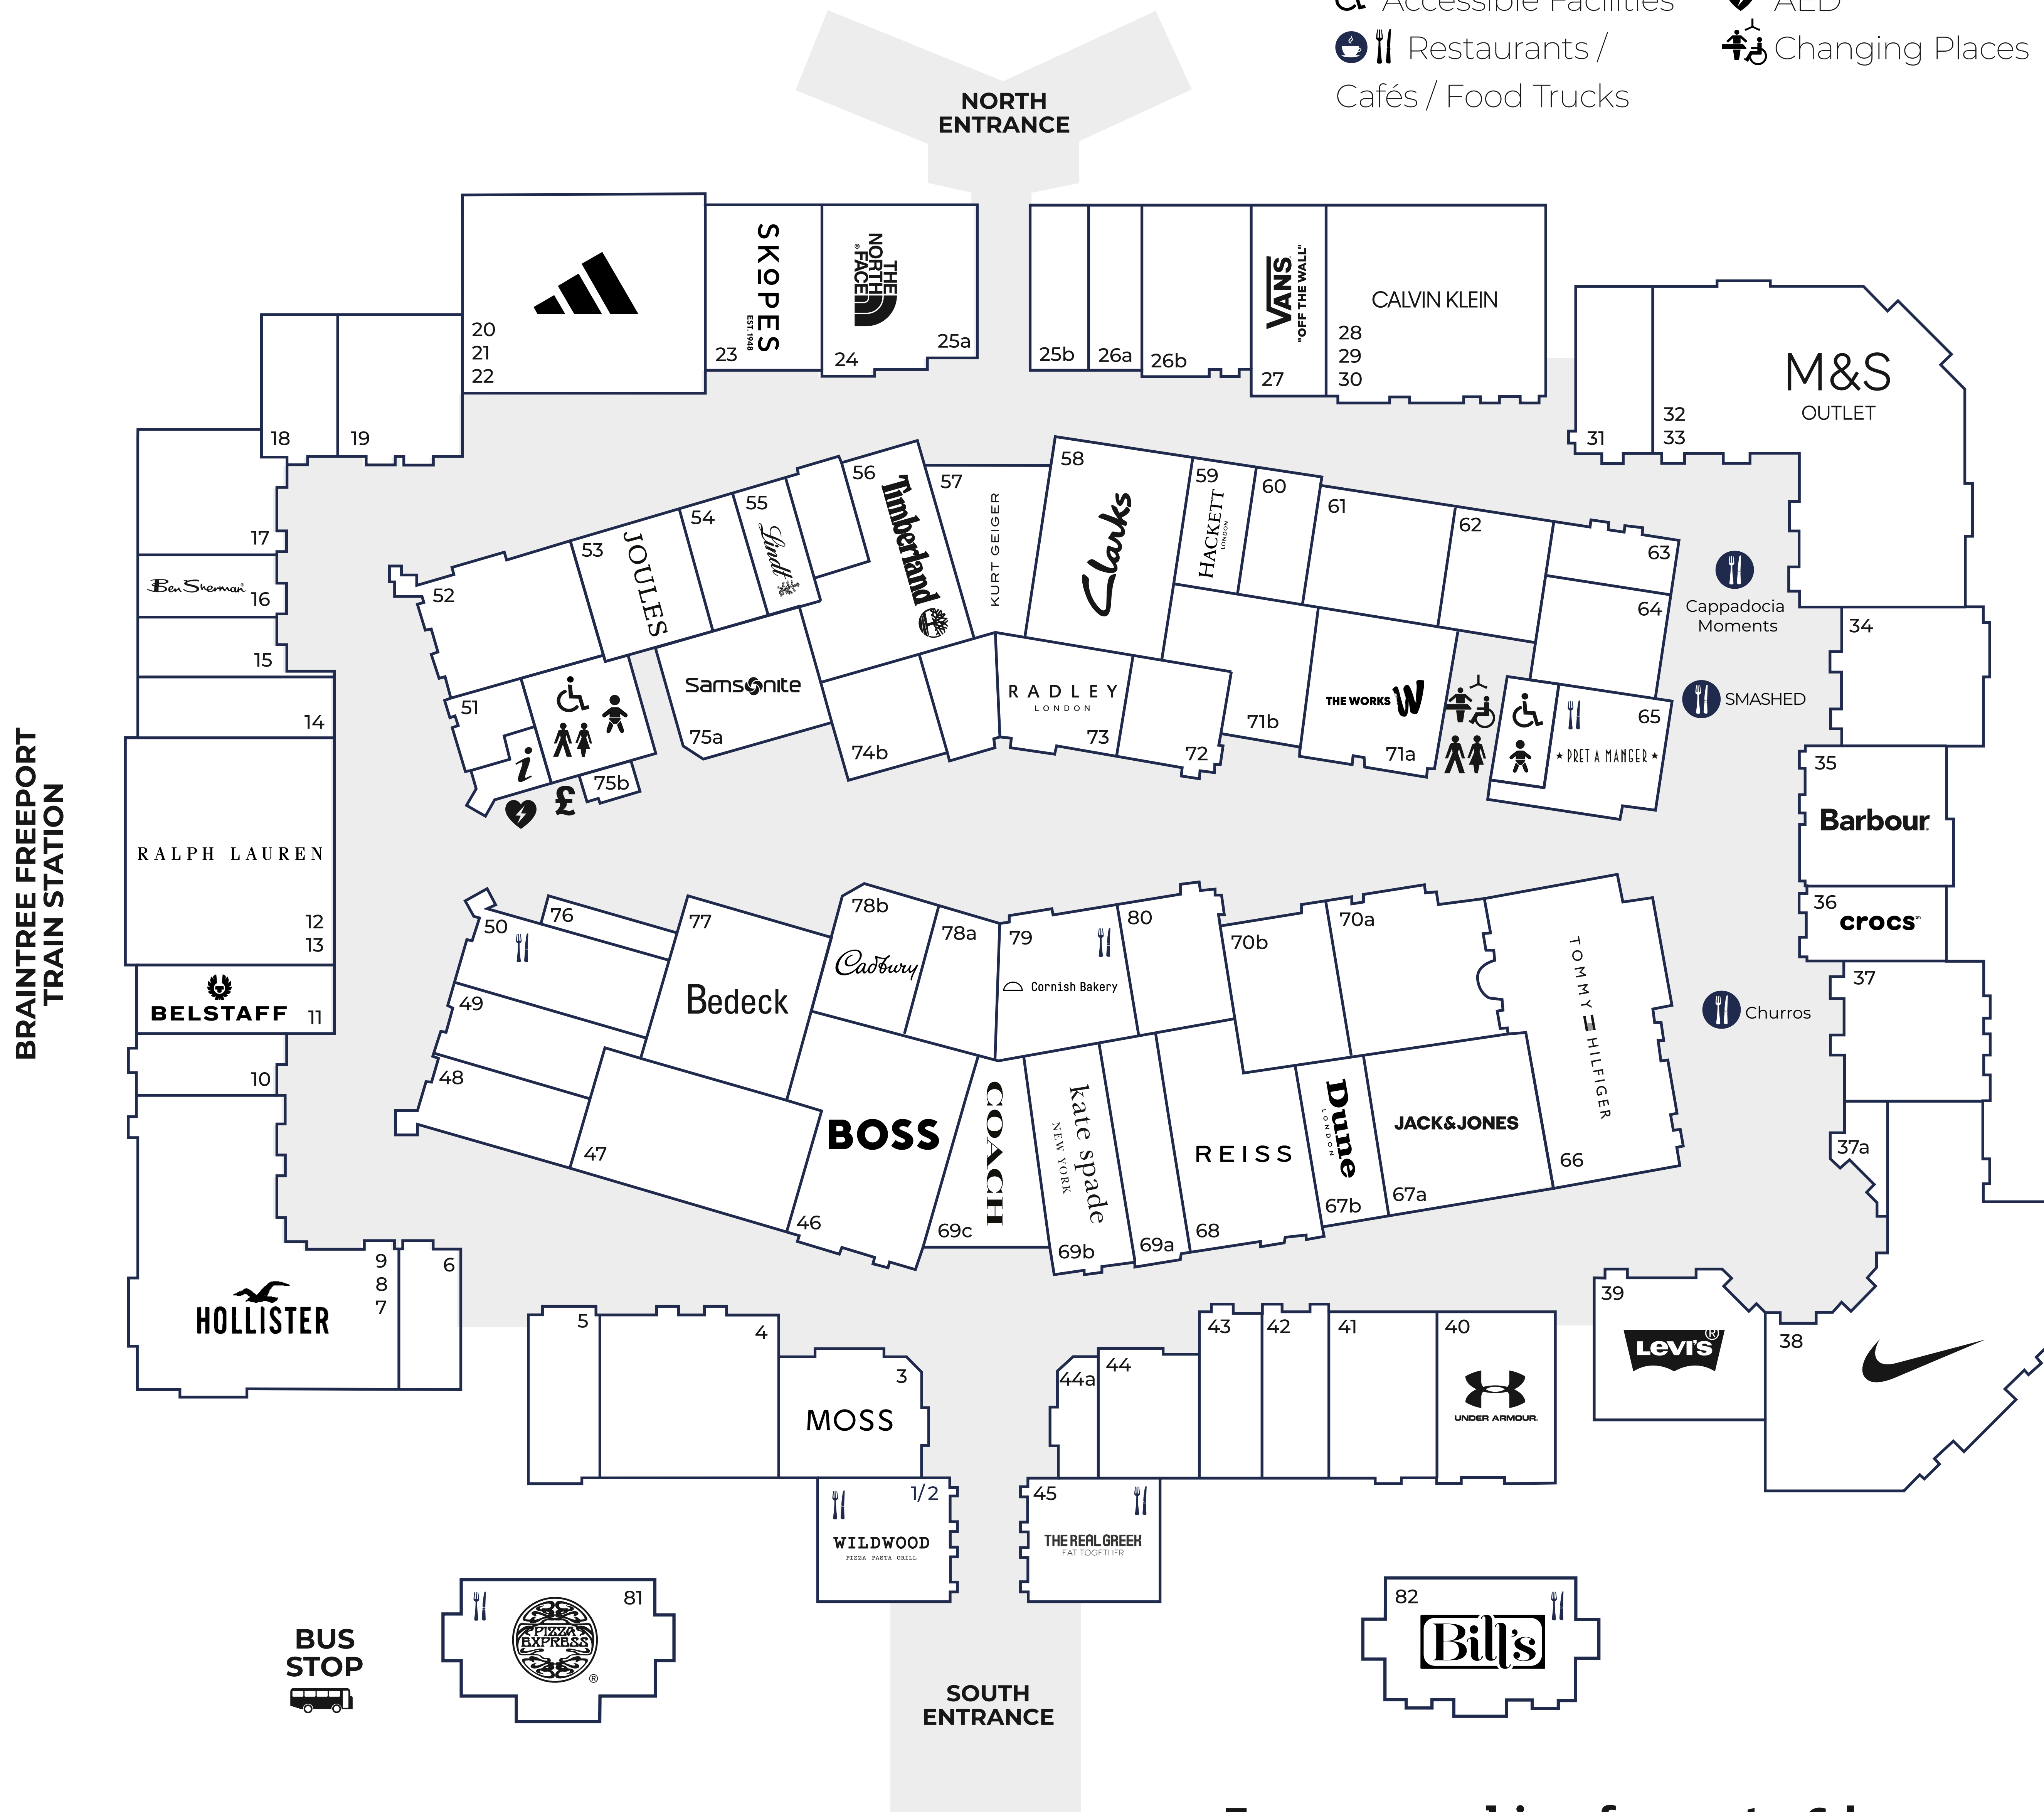 Accessible Facilities
AED
Restaurants /
Cafés / Food Trucks
Changing Places
NORTH
ENTRANCE
20
21
22
SKOPES
EST. 1948
23
THE
NORTH
FACE®
24
25a
25b
26a
26b
VANS
"OFF THE WALL"
27
CALVIN KLEIN
28
29
30
31
M&S
OUTLET
32
33
18
19
17
Ben Sherman
16
15
14
RALPH LAUREN
12
13
BELSTAFF
11
10
BRAINTREE FREEPORT
TRAIN STATION
52
53
JOULES
54
55
Lindt
56
Timberland
57
KURT GEIGER
58
Clarks
59
HACKETT
LONDON
60
61
62
63
64
65
★ PRET A MANGER ★
Cappadocia
Moments
SMASHED
51
i
£
75b
Samsonite
75a
74b
RADLEY
LONDON
73
72
71b
THE WORKS W
71a
34
35
Barbour
36
crocs™
37
37a
Churros
50
76
77
Bedeck
78b
Cadbury
78a
79
Cornish Bakery
80
70b
70a
TOMMY HILFIGER
66
49
48
47
BOSS
46
COACH
69c
kate spade
NEW YORK
69b
69a
REISS
68
Dune
LONDON
67b
JACK&JONES
67a
HOLLISTER
9
8
7
6
5
4
3
MOSS
44a
44
43
42
41
40
UNDER ARMOUR.
39
LEVI'S®
38
1/2
WILDWOOD
PIZZA PASTA GRILL
45
THE REAL GREEK
EAT TOGETHER
81
PIZZA
EXPRESS
®
82
Bill's
BUS
STOP
SOUTH
ENTRANCE